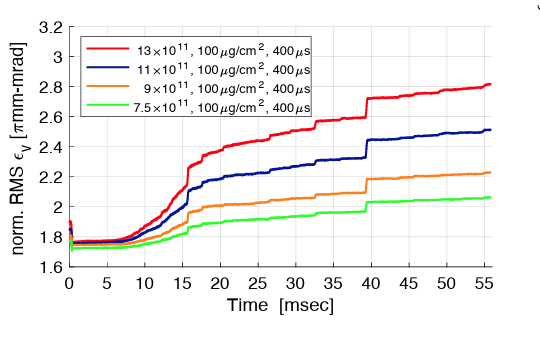 3.2
3
2.8
2.6
2.4
2.2
2
1.8
1.6
norm. RMS ϵV [πmm-mrad]
13×10¹¹, 100μg/cm², 400μs
11×10¹¹, 100μg/cm², 400μs
9×10¹¹, 100μg/cm², 400μs
7.5×10¹¹, 100μg/cm², 400μs
0 5 10 15 20 25 30 35 40 45 50 55
Time [msec]